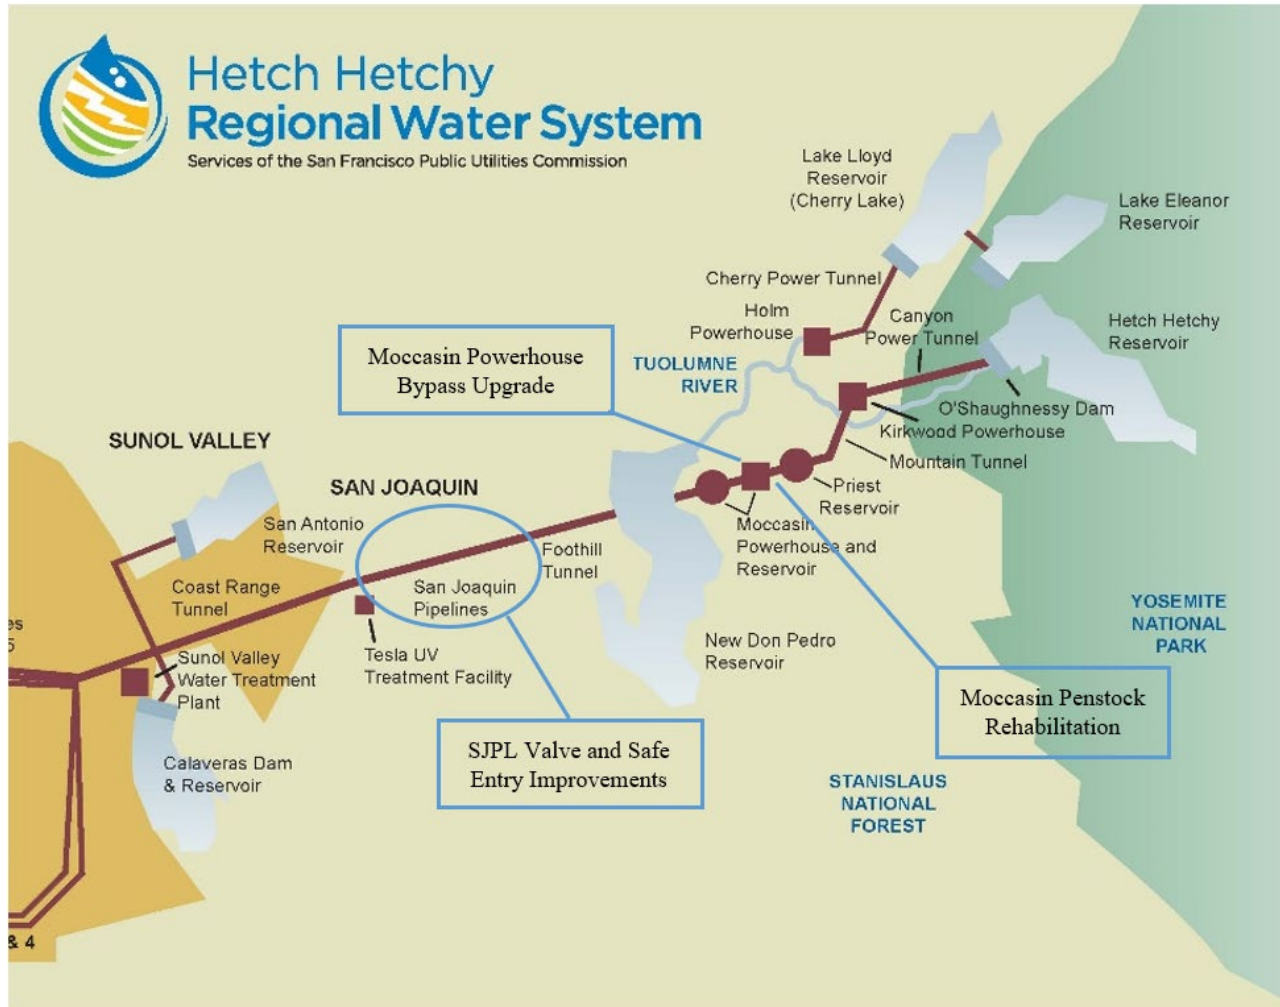 Hetch Hetchy
Regional Water System
Services of the San Francisco Public Utilities Commission
Lake Lloyd
Reservoir
(Cherry Lake)
Lake Eleanor
Reservoir
Cherry Power Tunnel
Holm
Powerhouse
Canyon
Power Tunnel
Hetch Hetchy
Reservoir
Moccasin Powerhouse
Bypass Upgrade
TUOLUMNE
RIVER
O'Shaughnessy Dam
Kirkwood Powerhouse
Mountain Tunnel
SUNOL VALLEY
SAN JOAQUIN
Priest
Reservoir
San Antonio
Reservoir
Moccasin
Powerhouse and
Reservoir
Foothill
Tunnel
Coast Range
Tunnel
San Joaquin
Pipelines
YOSEMITE
NATIONAL
PARK
es
5
New Don Pedro
Reservoir
Tesla UV
Treatment Facility
Sunol Valley
Water Treatment
Plant
Moccasin Penstock
Rehabilitation
SJPL Valve and Safe
Entry Improvements
Calaveras Dam
& Reservoir
STANISLAUS
NATIONAL
FOREST
& 4